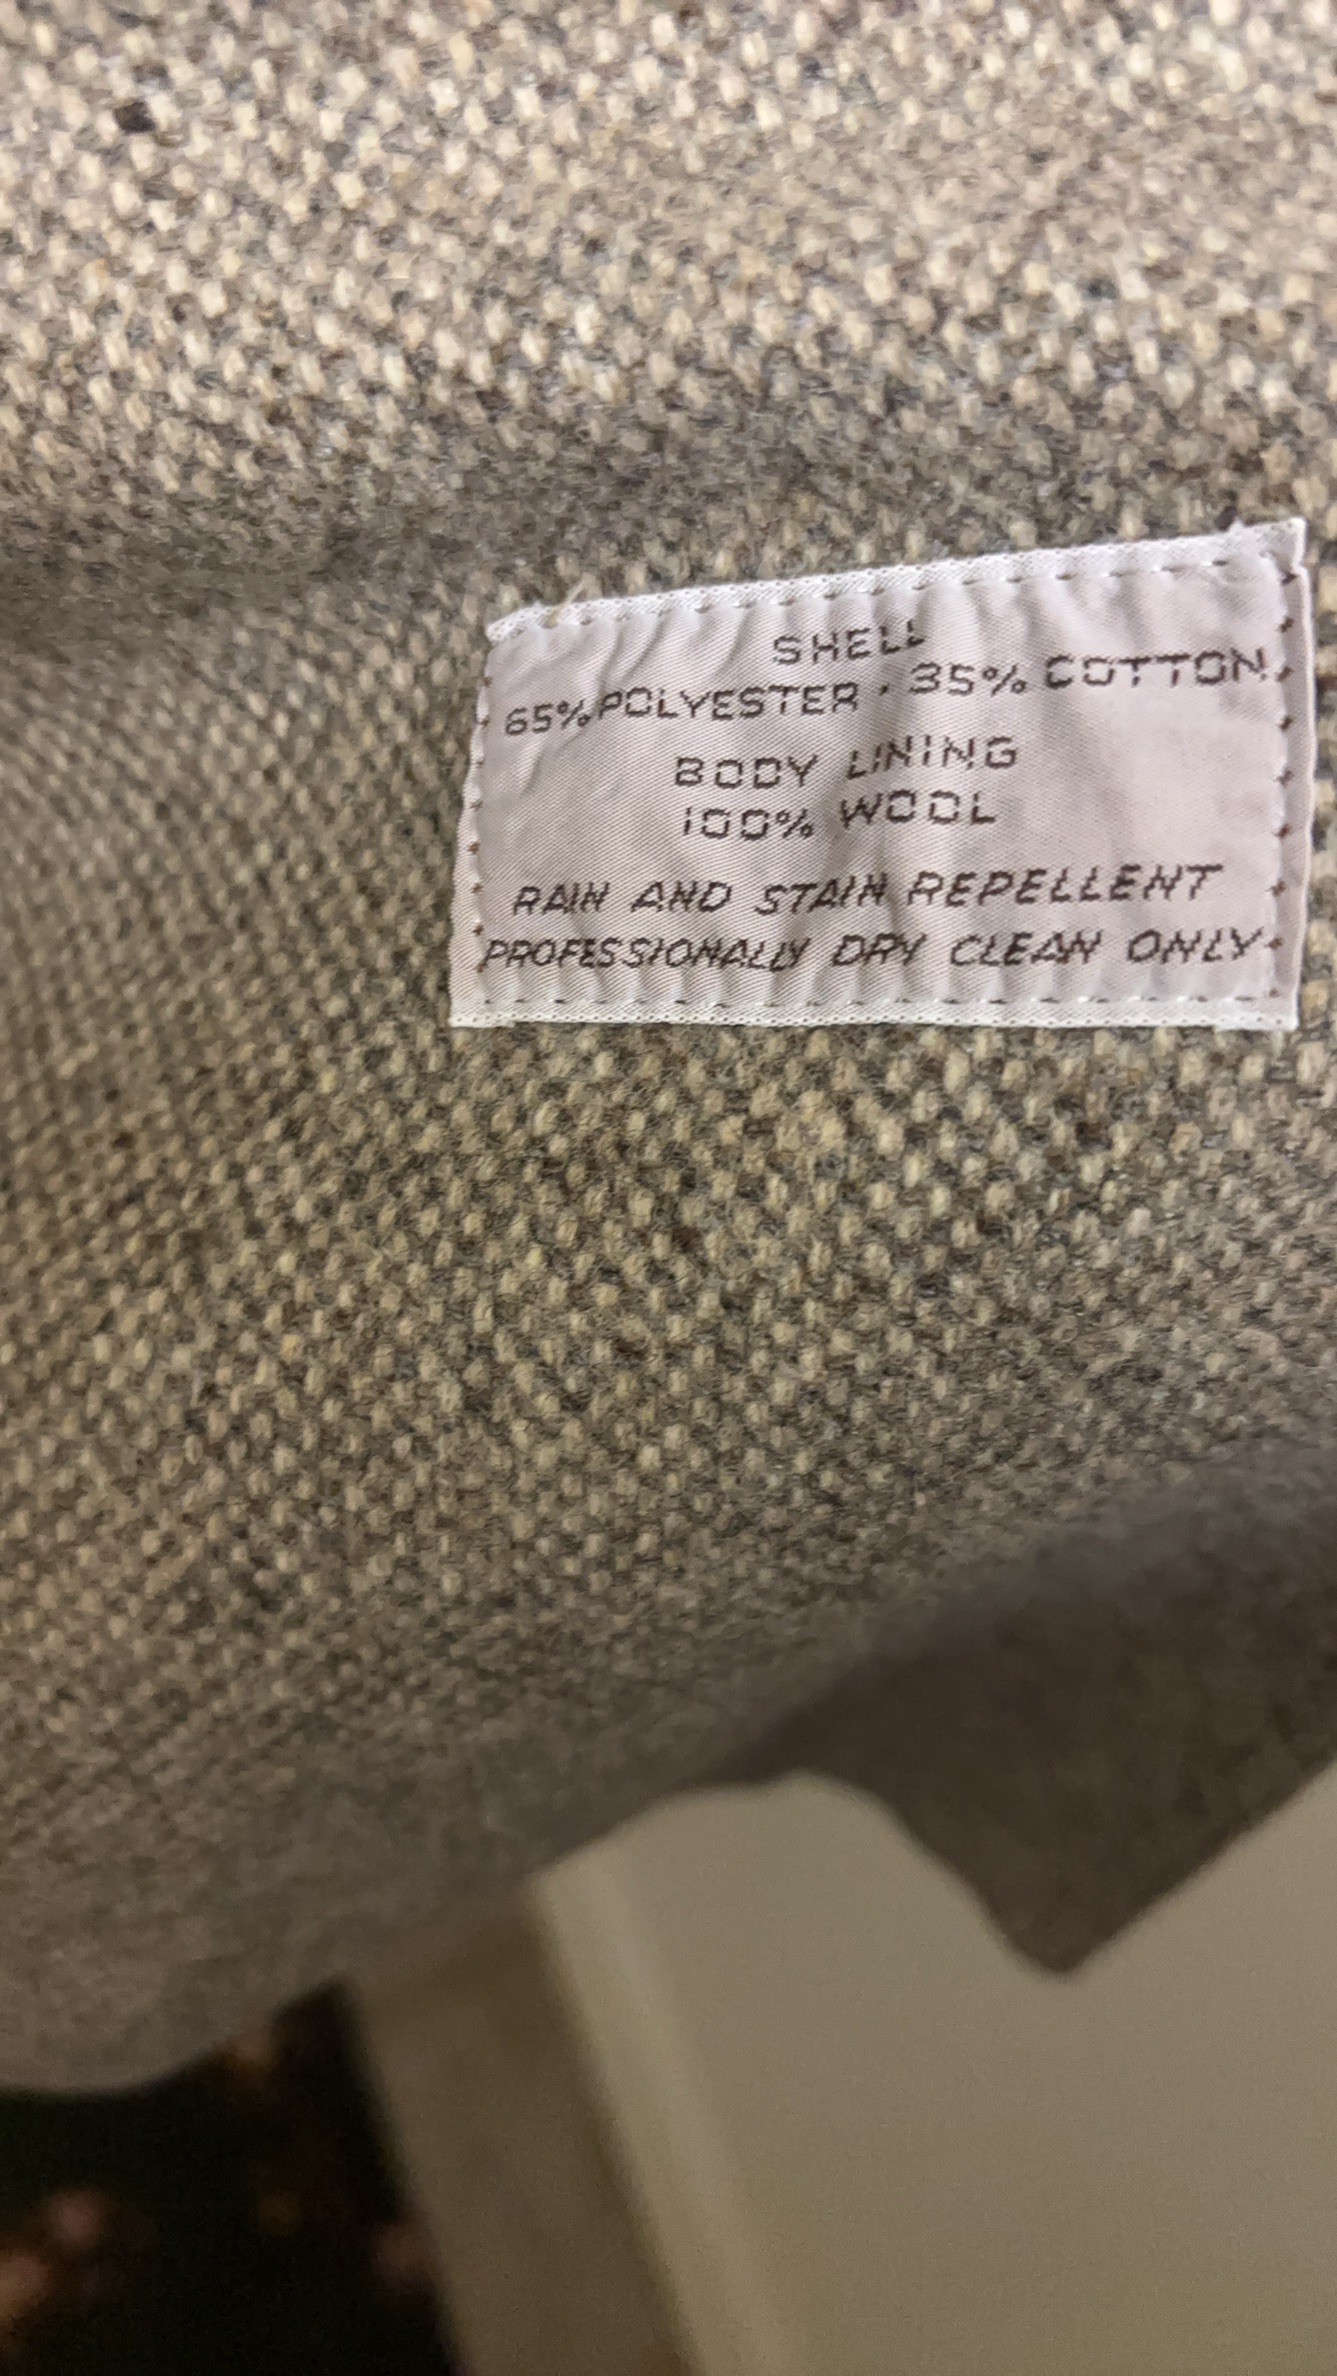 SHELL
65% POLYESTER · 35% COTTON
BODY LINING
100% WOOL
RAIN AND STAIN REPELLENT
PROFESSIONALLY DRY CLEAN ONLY